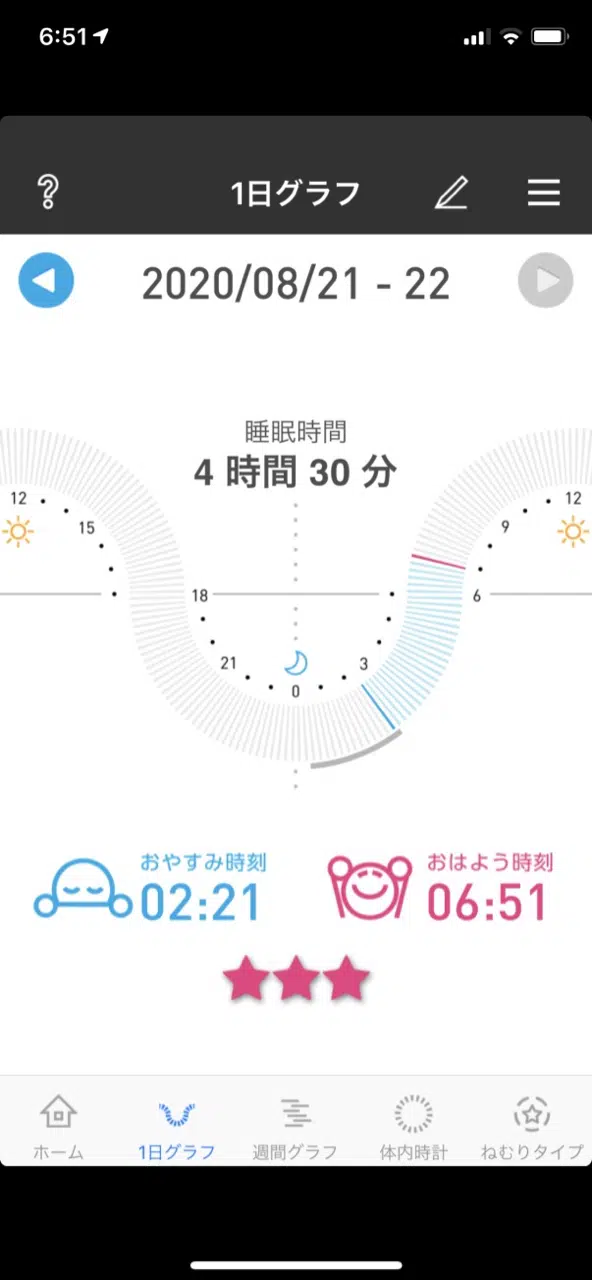 6:51
1日グラフ
2020/08/21 - 22
睡眠時間
4 時間 30 分
12
15
18
21
0
3
6
9
12
おやすみ時刻
02:21
おはよう時刻
06:51
ホーム
1日グラフ
週間グラフ
体内時計
ねむりタイプ